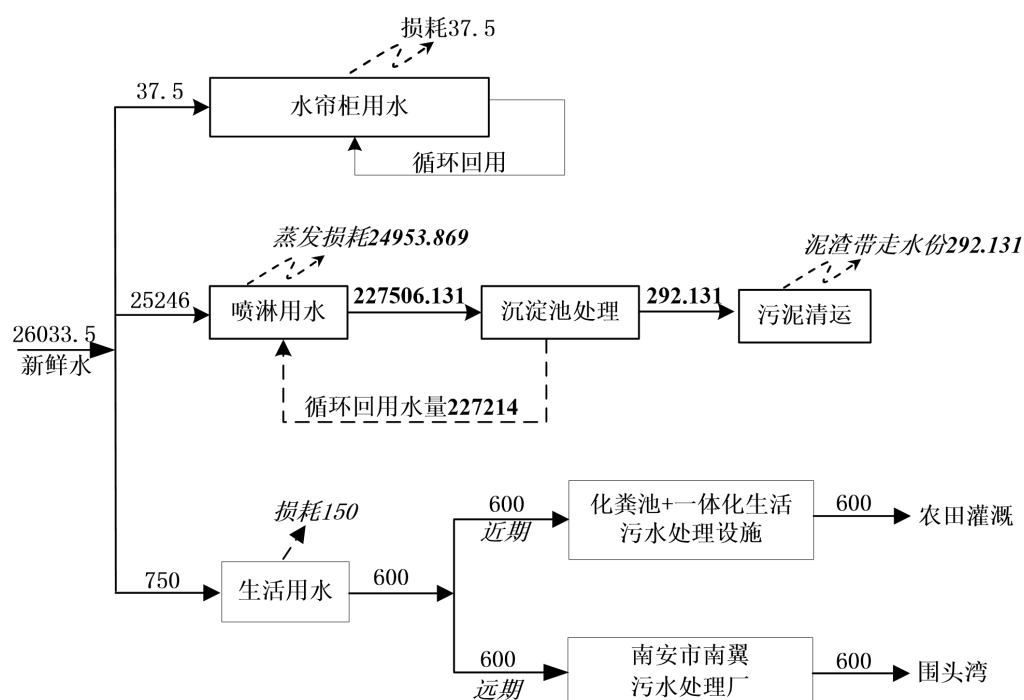 损耗37.5
37.5
水帘柜用水
循环回用
蒸发损耗24953.869
泥渣带走水份292.131
25246
喷淋用水
227506.131
沉淀池处理
292.131
污泥清运
26033.5
新鲜水
循环回用水量227214
损耗150
750
生活用水
600
600
近期
化粪池+一体化生活
污水处理设施
600
农田灌溉
600
远期
南安市南翼
污水处理厂
600
围头湾